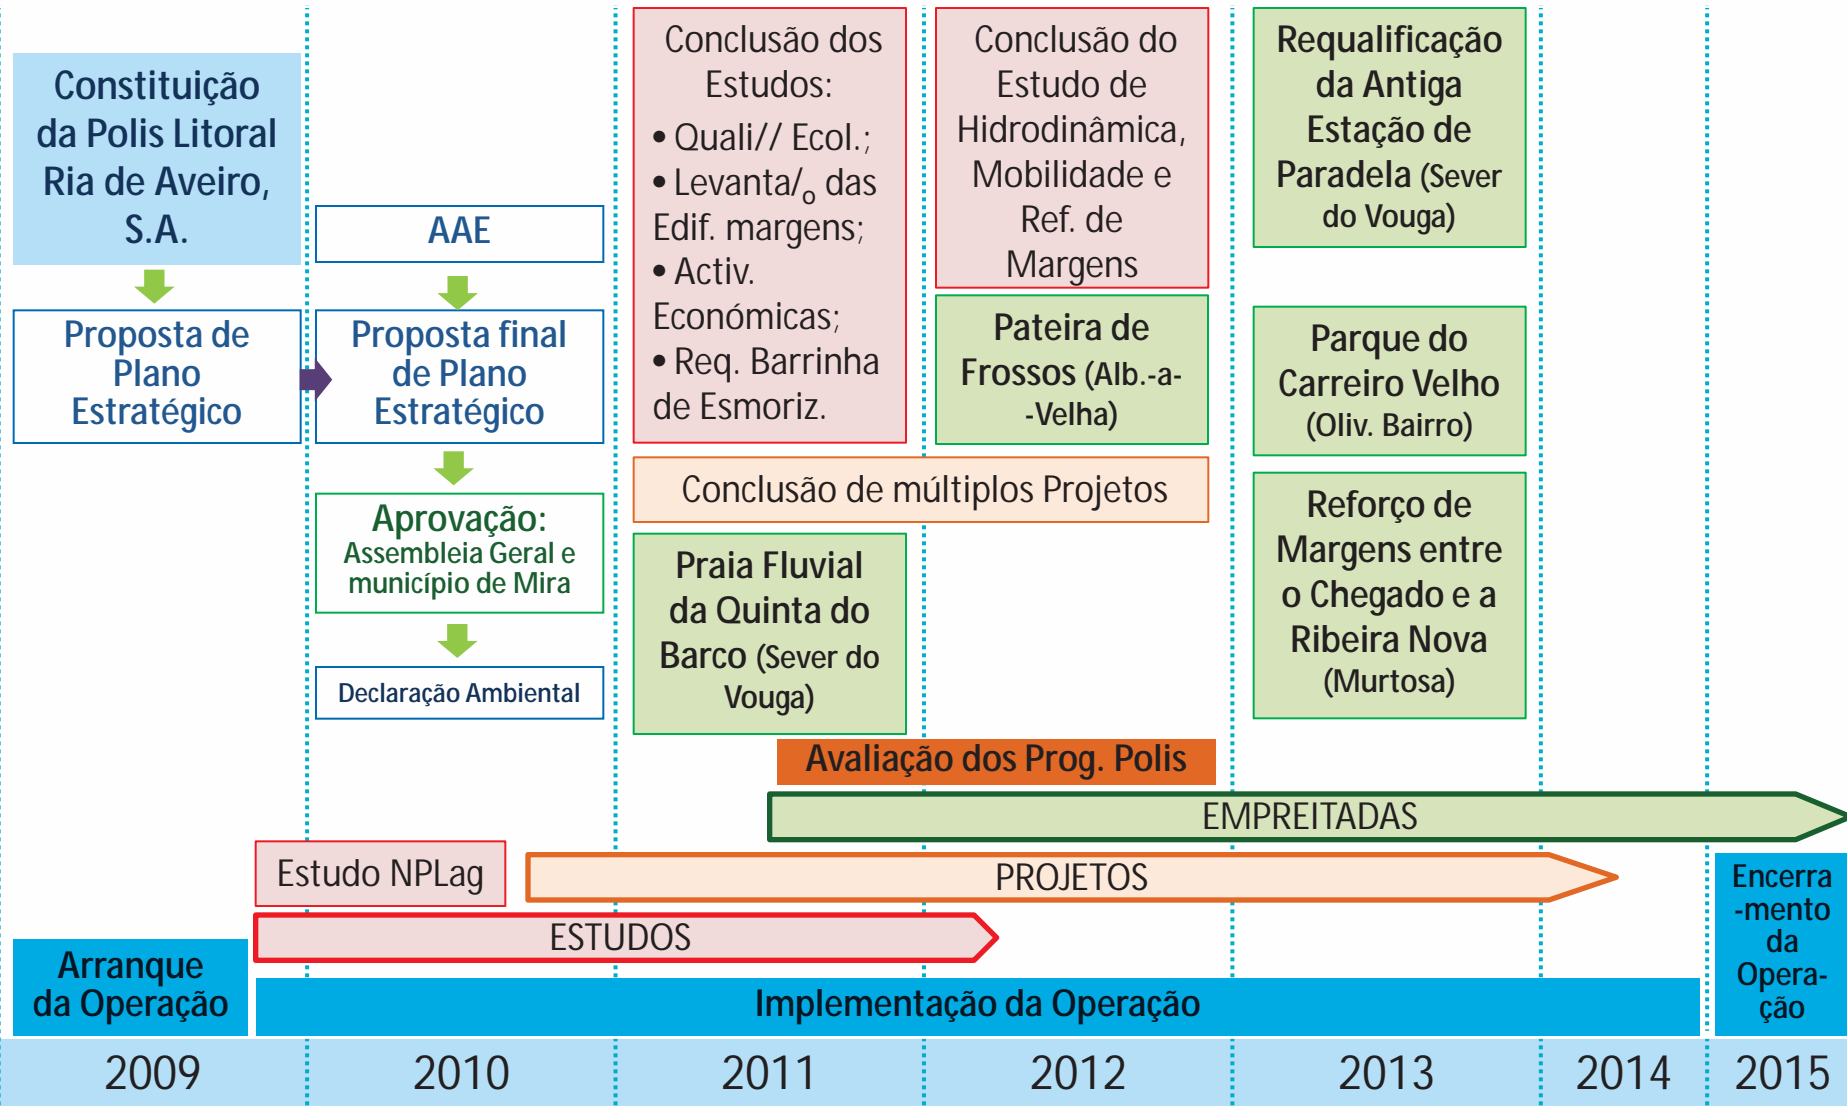 Constituição
da Polis Litoral
Ria de Aveiro,
S.A.
Proposta de
Plano
Estratégico
AAE
Proposta final
de Plano
Estratégico
Aprovação:
Assembleia Geral e
município de Mira
Declaração Ambiental
Conclusão dos
Estudos:
• Quali// Ecol.;
• Levanta/o das
Edif. margens;
• Activ.
Económicas;
• Req. Barrinha
de Esmoriz.
Conclusão do
Estudo de
Hidrodinâmica,
Mobilidade e
Ref. de
Margens
Pateira de
Frossos (Alb.-a-
-Velha)
Conclusão de múltiplos Projetos
Praia Fluvial
da Quinta do
Barco (Sever do
Vouga)
Requalificação
da Antiga
Estação de
Paradela (Sever
do Vouga)
Parque do
Carreiro Velho
(Oliv. Bairro)
Reforço de
Margens entre
o Chegado e a
Ribeira Nova
(Murtosa)
Avaliação dos Prog. Polis
EMPREITADAS
Estudo NPLag
PROJETOS
ESTUDOS
Arranque
da Operação
Implementação da Operação
Encerra
-mento
da
Opera-
ção
2009
2010
2011
2012
2013
2014
2015